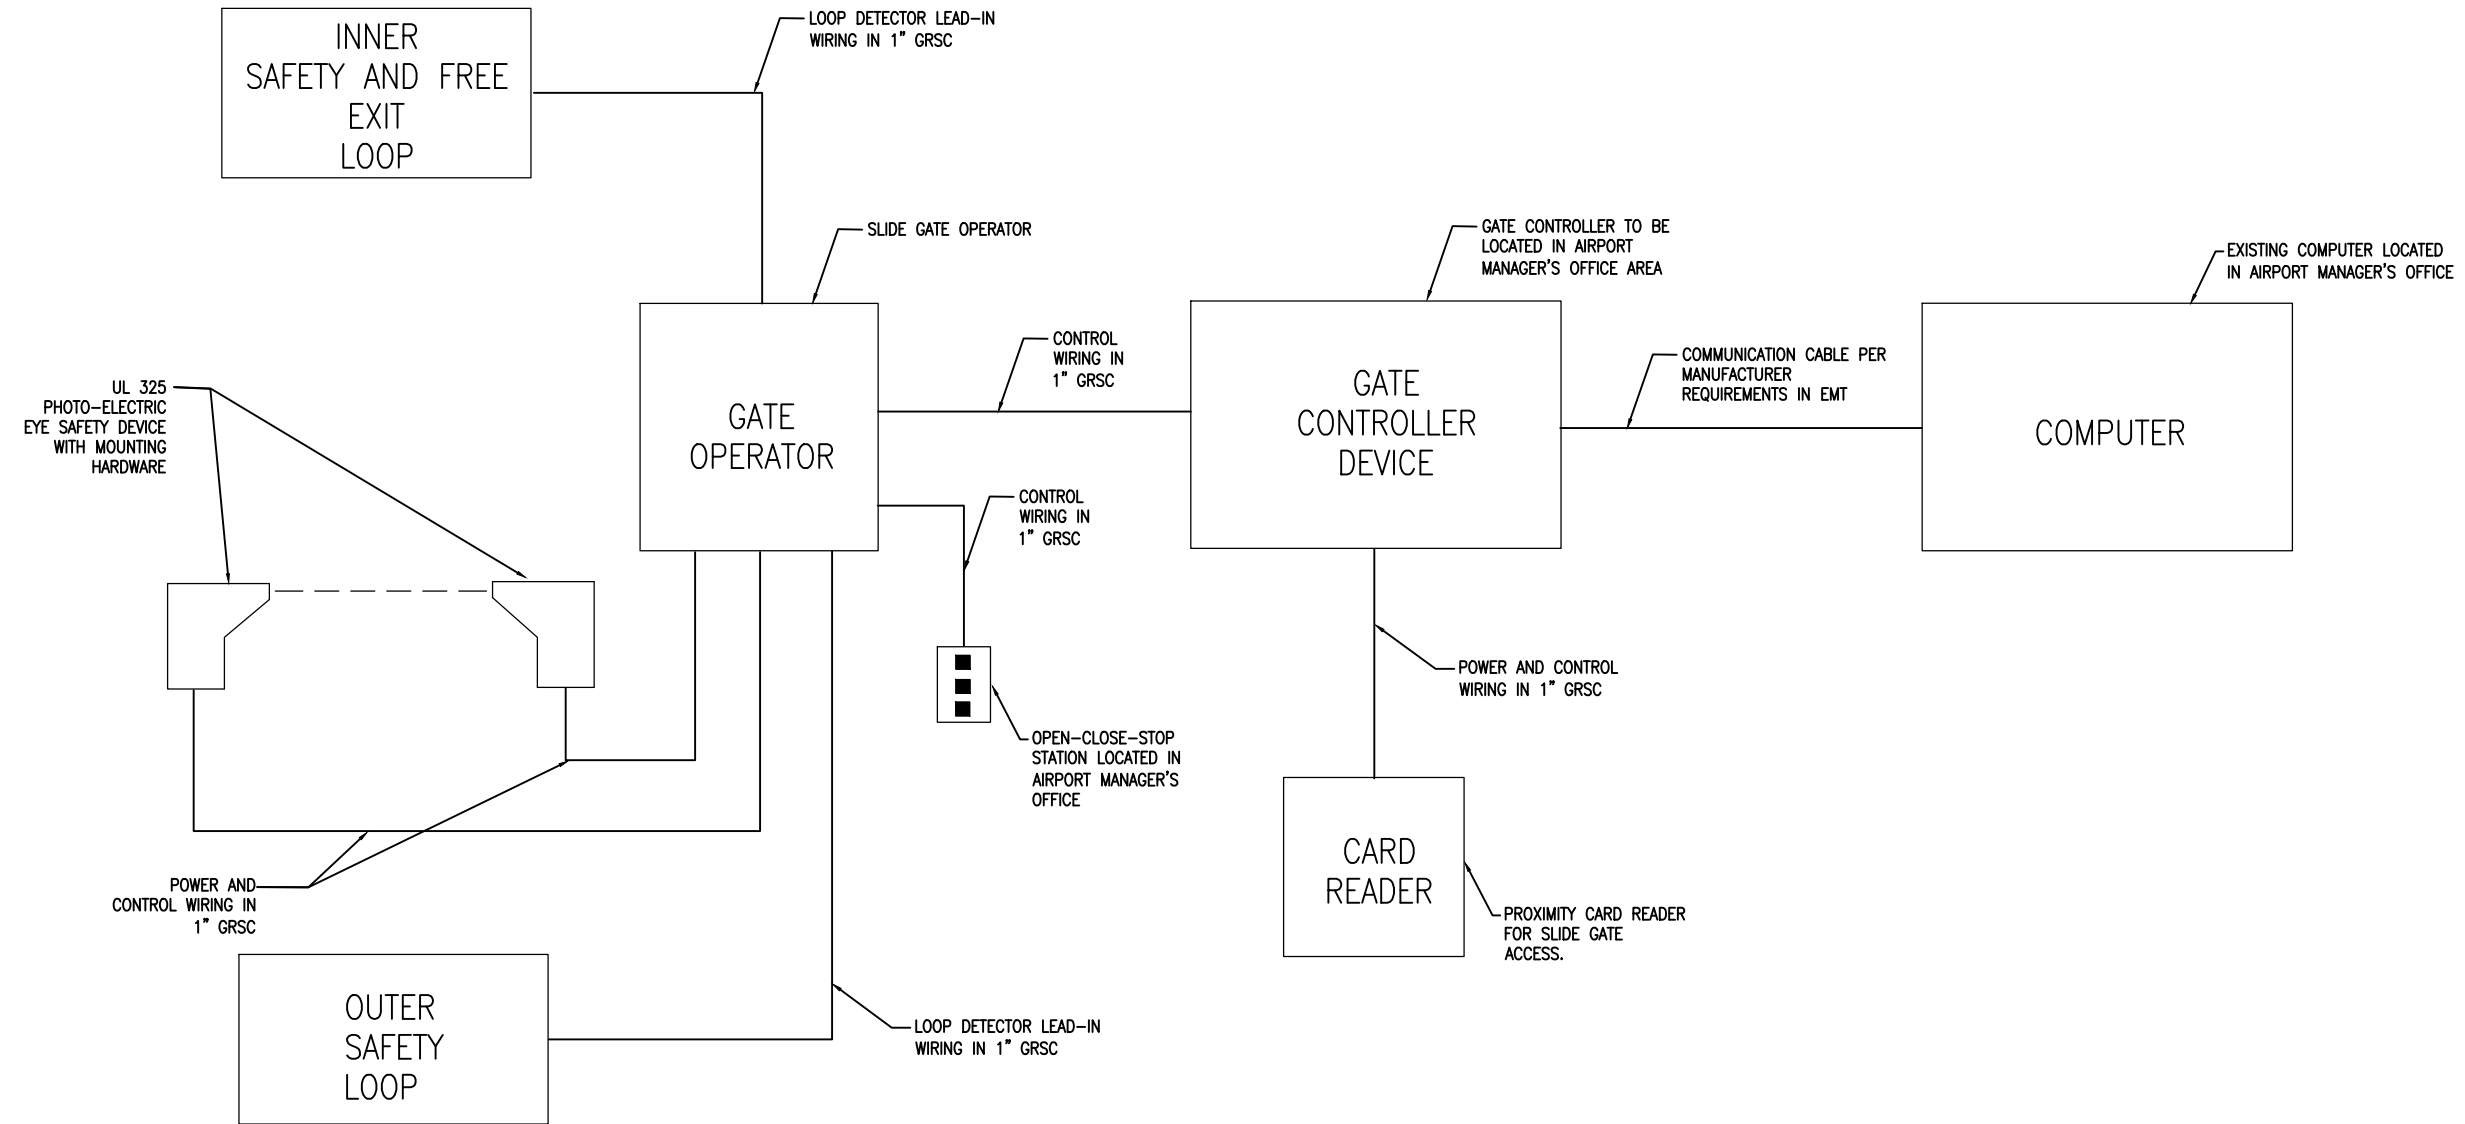 INNER
SAFETY AND FREE
EXIT
LOOP
LOOP DETECTOR LEAD-IN
WIRING IN 1" GRSC
SLIDE GATE OPERATOR
GATE CONTROLLER TO BE
LOCATED IN AIRPORT
MANAGER'S OFFICE AREA
EXISTING COMPUTER LOCATED
IN AIRPORT MANAGER'S OFFICE
CONTROL
WIRING IN
1" GRSC
COMMUNICATION CABLE PER
MANUFACTURER
REQUIREMENTS IN EMT
UL 325
PHOTO-ELECTRIC
EYE SAFETY DEVICE
WITH MOUNTING
HARDWARE
GATE
OPERATOR
GATE
CONTROLLER
DEVICE
COMPUTER
CONTROL
WIRING IN
1" GRSC
POWER AND CONTROL
WIRING IN 1" GRSC
OPEN-CLOSE-STOP
STATION LOCATED IN
AIRPORT MANAGER'S
OFFICE
CARD
READER
POWER AND
CONTROL WIRING IN
1" GRSC
PROXIMITY CARD READER
FOR SLIDE GATE
ACCESS.
OUTER
SAFETY
LOOP
LOOP DETECTOR LEAD-IN
WIRING IN 1" GRSC